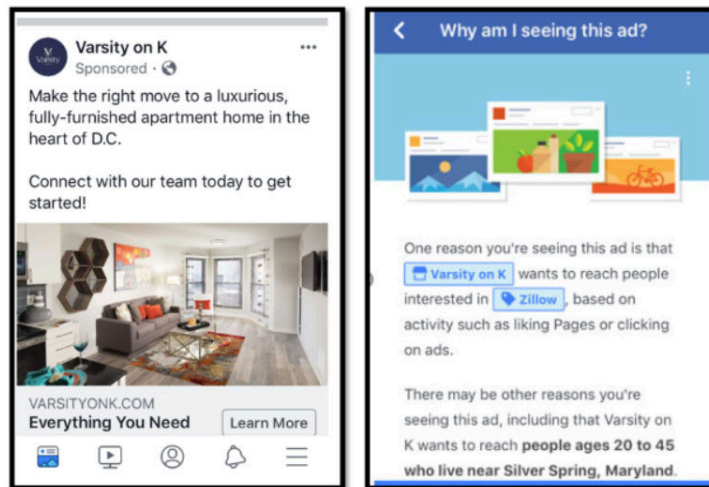 Varsity on K
Sponsored ·
Make the right move to a luxurious,
fully-furnished apartment home in the
heart of D.C.
Connect with our team today to get
started!
VARSITYONK.COM
Everything You Need
Learn More
Why am I seeing this ad?
One reason you're seeing this ad is that
Varsity on K wants to reach people
interested in Zillow, based on
activity such as liking Pages or clicking
on ads.
There may be other reasons you're
seeing this ad, including that Varsity on
K wants to reach people ages 20 to 45
who live near Silver Spring, Maryland.